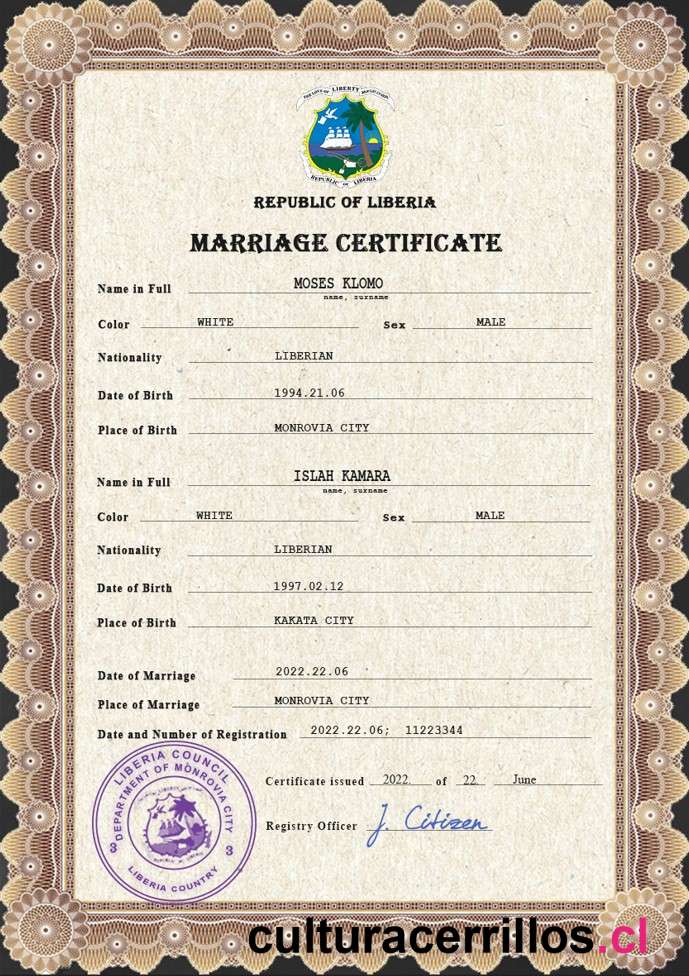 THE LOVE OF LIBERTY BROUGHT US HERE
REPUBLIC OF LIBERIA
REPUBLIC OF LIBERIA
MARRIAGE CERTIFICATE
Name in Full MOSES KLOMO
name, surname
Color WHITE Sex MALE
Nationality LIBERIAN
Date of Birth 1994.21.06
Place of Birth MONROVIA CITY
Name in Full ISLAH KAMARA
name, surname
Color WHITE Sex MALE
Nationality LIBERIAN
Date of Birth 1997.02.12
Place of Birth KAKATA CITY
Date of Marriage 2022.22.06
Place of Marriage MONROVIA CITY
Date and Number of Registration 2022.22.06; 11223344
LIBERIA COUNCIL
DEPARTMENT OF MONROVIA CITY
3 3
LIBERIA COUNTRY
Certificate issued 2022. of 22. June
Registry Officer J. Citizen
culturacerrillos.cl